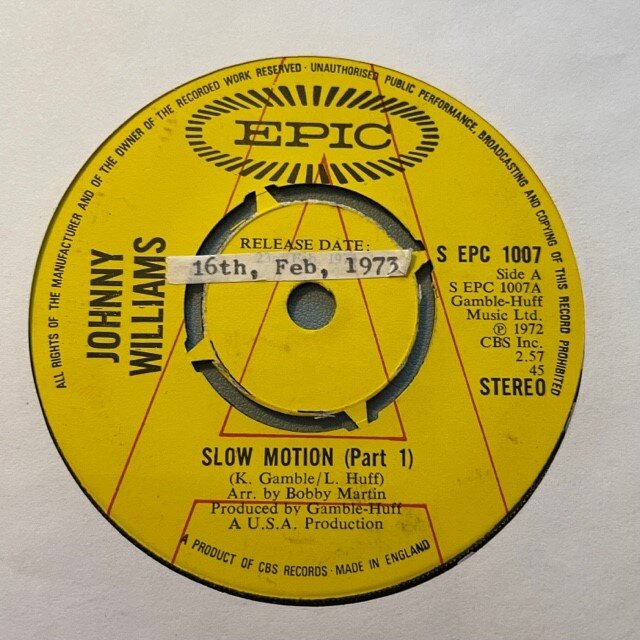 ALL RIGHTS OF THE MANUFACTURER AND OF THE OWNER OF THE RECORDED WORK RESERVED · UNAUTHORISED PUBLIC PERFORMANCE, BROADCASTING AND COPYING OF THIS RECORD PROHIBITED
A
EPIC
JOHNNY
WILLIAMS
RELEASE DATE:
16th, Feb, 1973
S EPC 1007
Side A
S EPC 1007A
Gamble-Huff
Music Ltd.
℗ 1972
CBS Inc.
2.57
45
STEREO
SLOW MOTION (Part 1)
(K. Gamble/L. Huff)
Arr. by Bobby Martin
Produced by Gamble-Huff
A U.S.A. Production
A PRODUCT OF CBS RECORDS · MADE IN ENGLAND